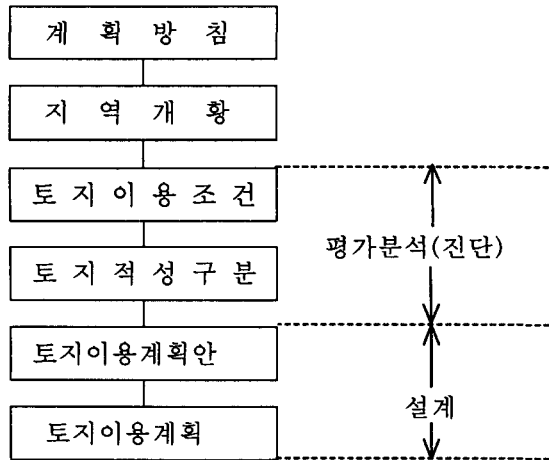 계 획 방 침
지 역 개 황
토 지 이 용 조 건
평가분석(진단)
토 지 적 성 구 분
토지이용계획안
설계
토지이용계획